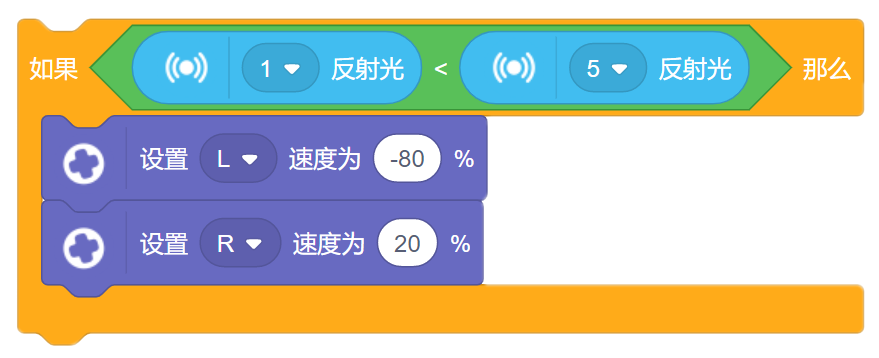 如果 1 反射光 < 5 反射光 那么
设置 L 速度为 -80 %
设置 R 速度为 20 %